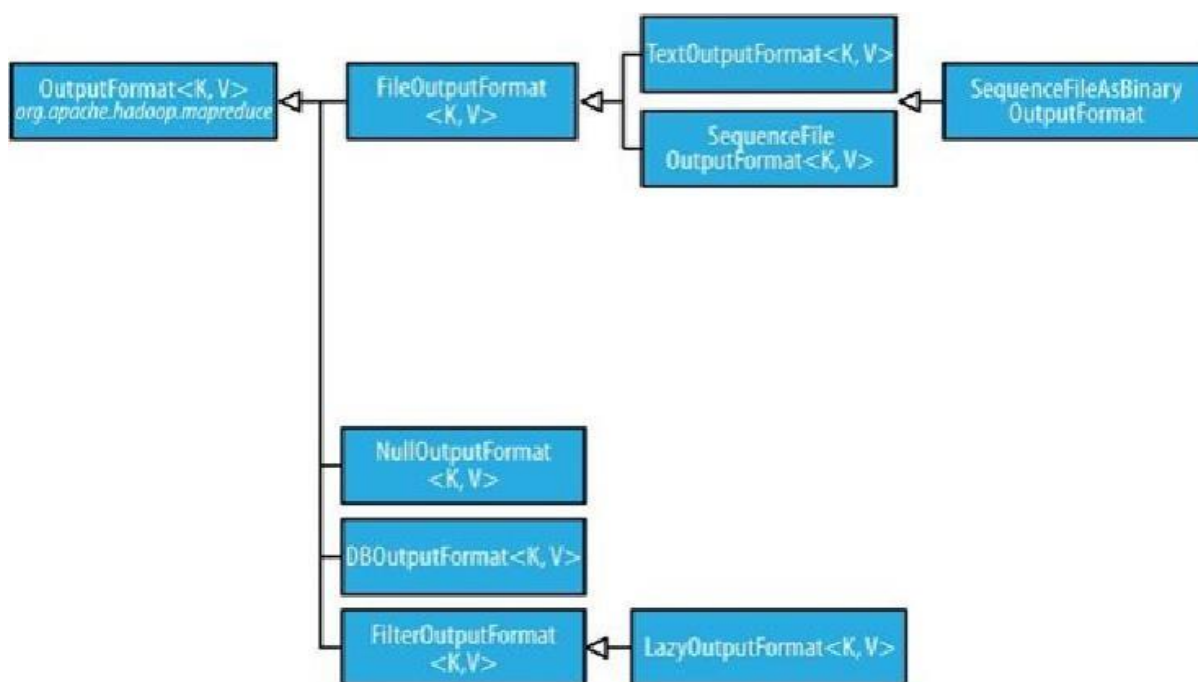 OutputFormat<K, V>
org.apache.hadoop.mapreduce
FileOutputFormat
<K, V>
TextOutputFormat<K, V>
SequenceFile
OutputFormat<K, V>
SequenceFileAsBinary
OutputFormat
NullOutputFormat
<K, V>
DBOutputFormat<K, V>
FilterOutputFormat
<K,V>
LazyOutputFormat<K, V>